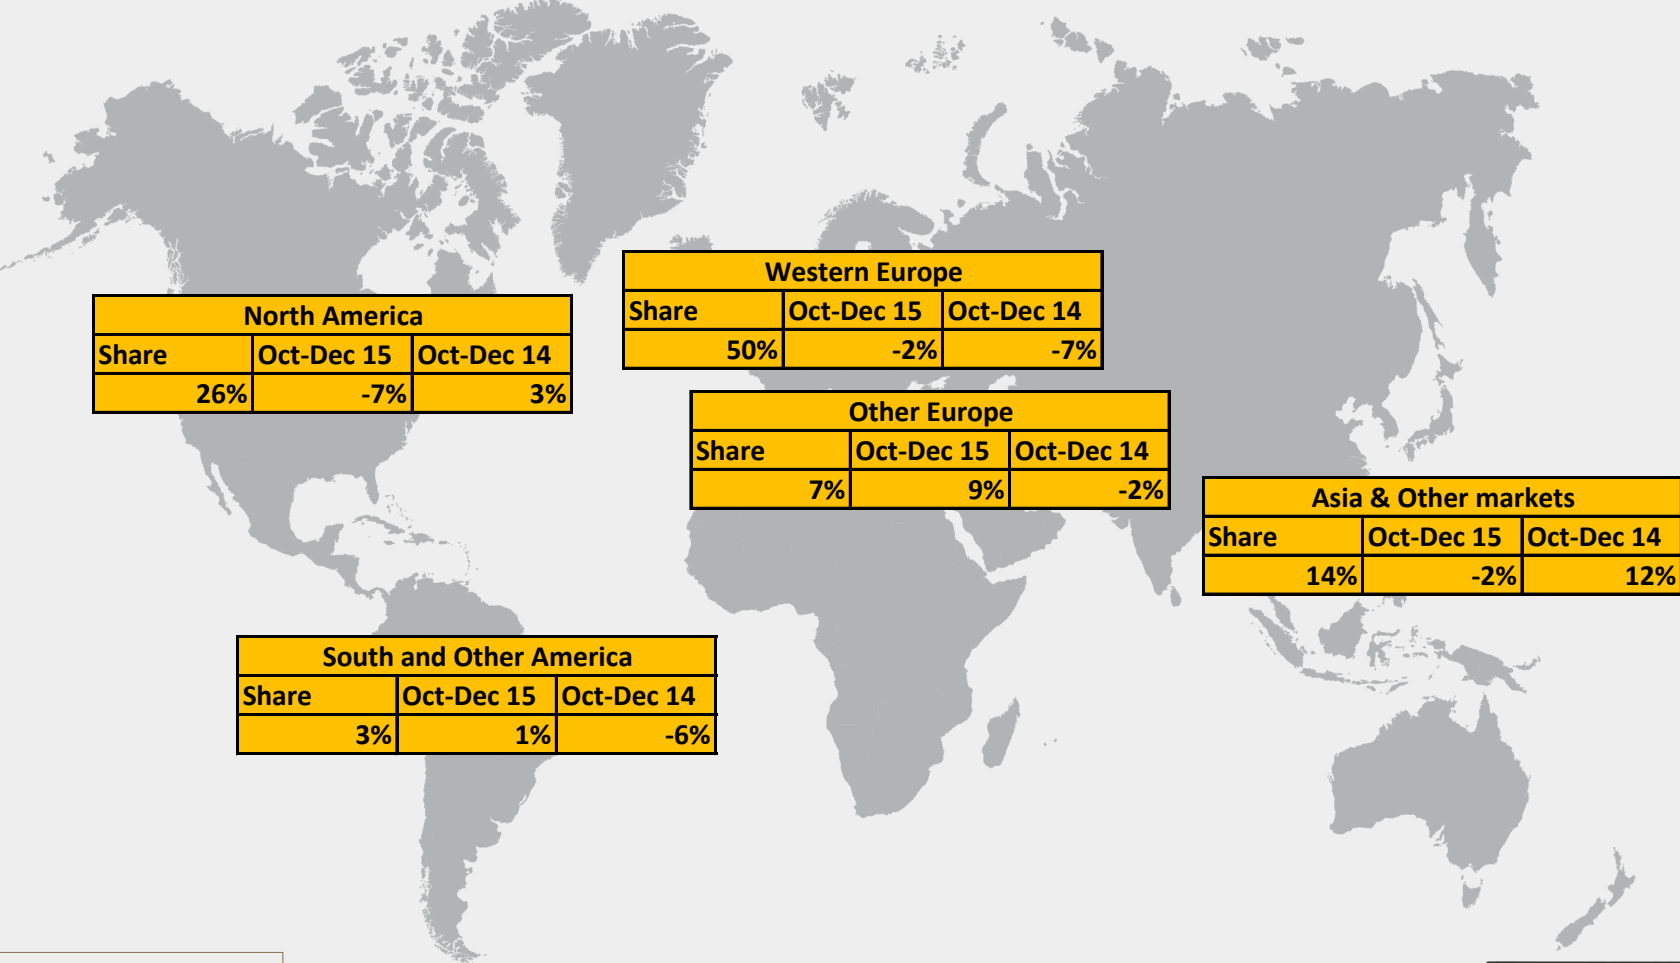 Western Europe
Share Oct-Dec 15 Oct-Dec 14
50% -2% -7%
North America
Share Oct-Dec 15 Oct-Dec 14
26% -7% 3%
Other Europe
Share Oct-Dec 15 Oct-Dec 14
7% 9% -2%
Asia & Other markets
Share Oct-Dec 15 Oct-Dec 14
14% -2% 12%
South and Other America
Share Oct-Dec 15 Oct-Dec 14
3% 1% -6%